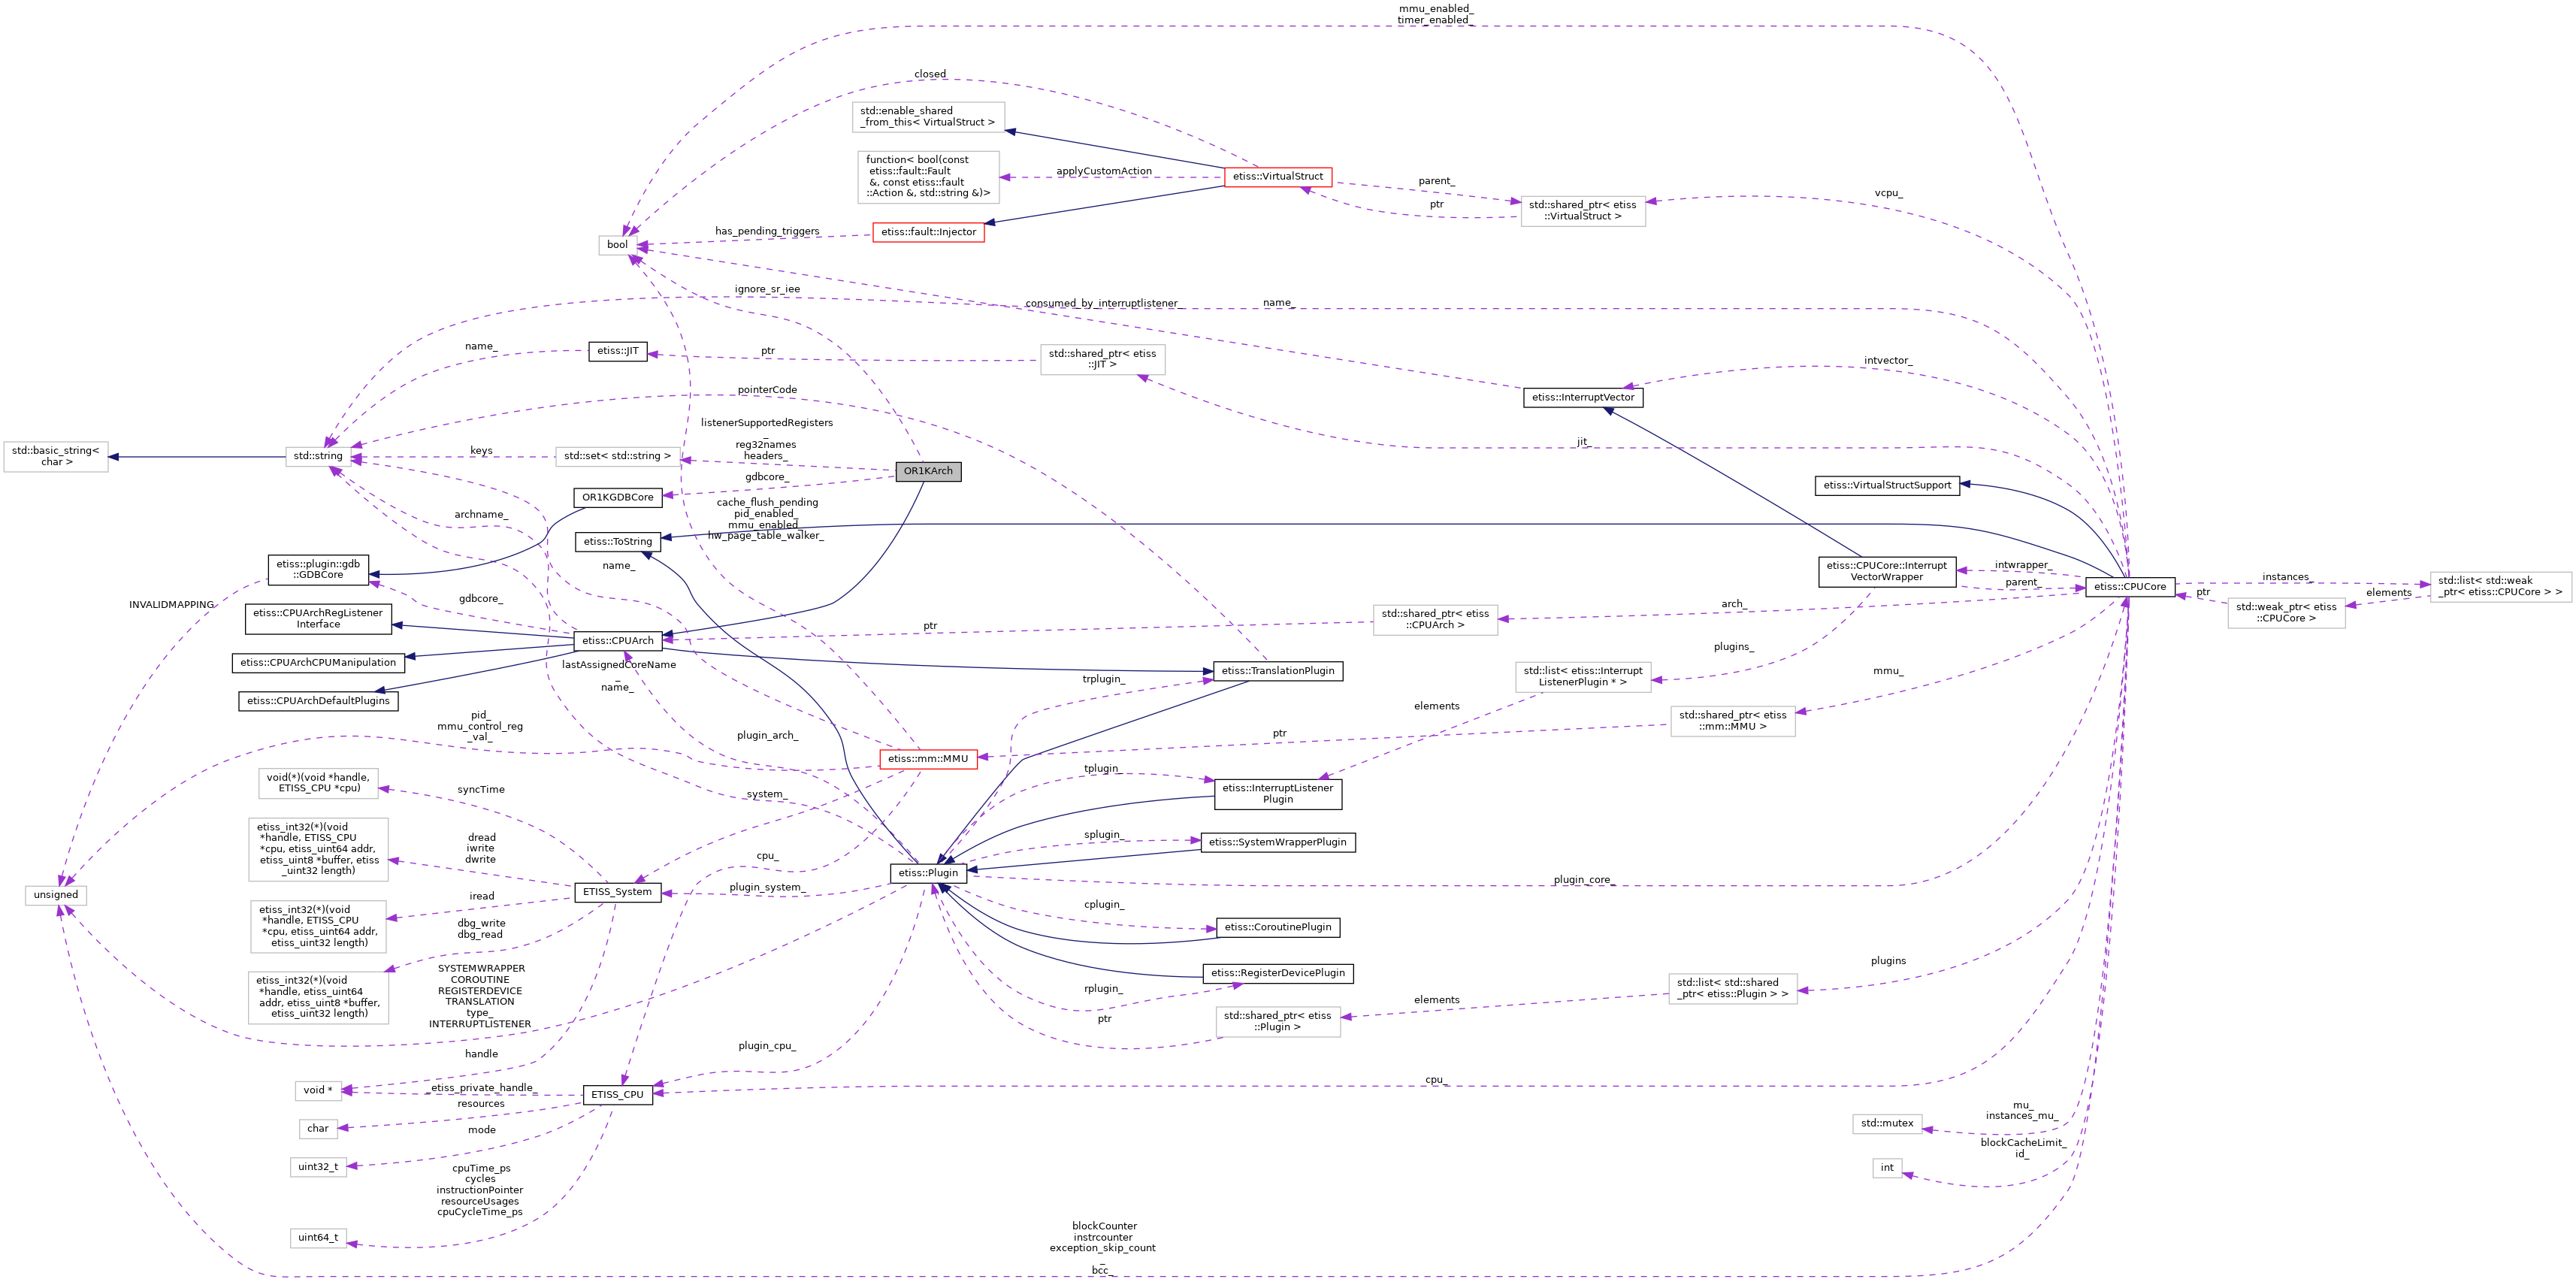 mmu_enabled_
timer_enabled_
closed
std::enable_shared
_from_this< VirtualStruct >
function< bool(const
etiss::fault::Fault
&, const etiss::fault
::Action &, std::string &)>
applyCustomAction
etiss::VirtualStruct
parent_
ptr
std::shared_ptr< etiss
::VirtualStruct >
vcpu_
bool
has_pending_triggers
etiss::fault::Injector
ignore_sr_iee
consumed_by_interruptlistener_
name_
name_
etiss::JIT
ptr
std::shared_ptr< etiss
::JIT >
intvector_
etiss::InterruptVector
pointerCode
jit_
std::basic_string<
char >
std::string
keys
std::set< std::string >
listenerSupportedRegisters
_
reg32names
headers_
OR1KArch
gdbcore_
OR1KGDBCore
etiss::VirtualStructSupport
archname_
cache_flush_pending
pid_enabled_
mmu_enabled_
hw_page_table_walker_
etiss::ToString
name_
etiss::plugin::gdb
::GDBCore
INVALIDMAPPING
gdbcore_
etiss::CPUArchRegListener
Interface
etiss::CPUArch
etiss::CPUArchCPUManipulation
etiss::CPUArchDefaultPlugins
lastAssignedCoreName
_
name_
ptr
std::shared_ptr< etiss
::CPUArch >
arch_
etiss::CPUCore::Interrupt
VectorWrapper
intwrapper_
parent_
etiss::CPUCore
instances_
ptr
elements
std::list< std::weak
_ptr< etiss::CPUCore > >
std::weak_ptr< etiss
::CPUCore >
plugins_
mmu_
etiss::TranslationPlugin
trplugin_
std::list< etiss::Interrupt
ListenerPlugin * >
elements
std::shared_ptr< etiss
::mm::MMU >
ptr
pid_
mmu_control_reg
_val_
plugin_arch_
etiss::mm::MMU
void(*)(void *handle,
ETISS_CPU *cpu)
syncTime
system_
tplugin_
etiss::InterruptListener
Plugin
etiss_int32(*)(void
*handle, ETISS_CPU
*cpu, etiss_uint64 addr,
etiss_uint8 *buffer, etiss
_uint32 length)
dread
iwrite
dwrite
cpu_
splugin_
etiss::SystemWrapperPlugin
unsigned
ETISS_System
plugin_system_
etiss::Plugin
plugin_core_
iread
etiss_int32(*)(void
*handle, ETISS_CPU
*cpu, etiss_uint64 addr,
etiss_uint32 length)
dbg_write
dbg_read
cplugin_
etiss::CoroutinePlugin
etiss_int32(*)(void
*handle, etiss_uint64
addr, etiss_uint8 *buffer,
etiss_uint32 length)
SYSTEMWRAPPER
COROUTINE
REGISTERDEVICE
TRANSLATION
type_
INTERRUPTLISTENER
rplugin_
etiss::RegisterDevicePlugin
ptr
std::shared_ptr< etiss
::Plugin >
elements
std::list< std::shared
_ptr< etiss::Plugin > >
plugins
handle
plugin_cpu_
void *
_etiss_private_handle_
ETISS_CPU
cpu_
resources
char
mode
uint32_t
std::mutex
mu_
instances_mu_
int
blockCacheLimit_
id_
cpuTime_ps
cycles
instructionPointer
resourceUsages
cpuCycleTime_ps
uint64_t
blockCounter
instrcounter
exception_skip_count
_
bcc_